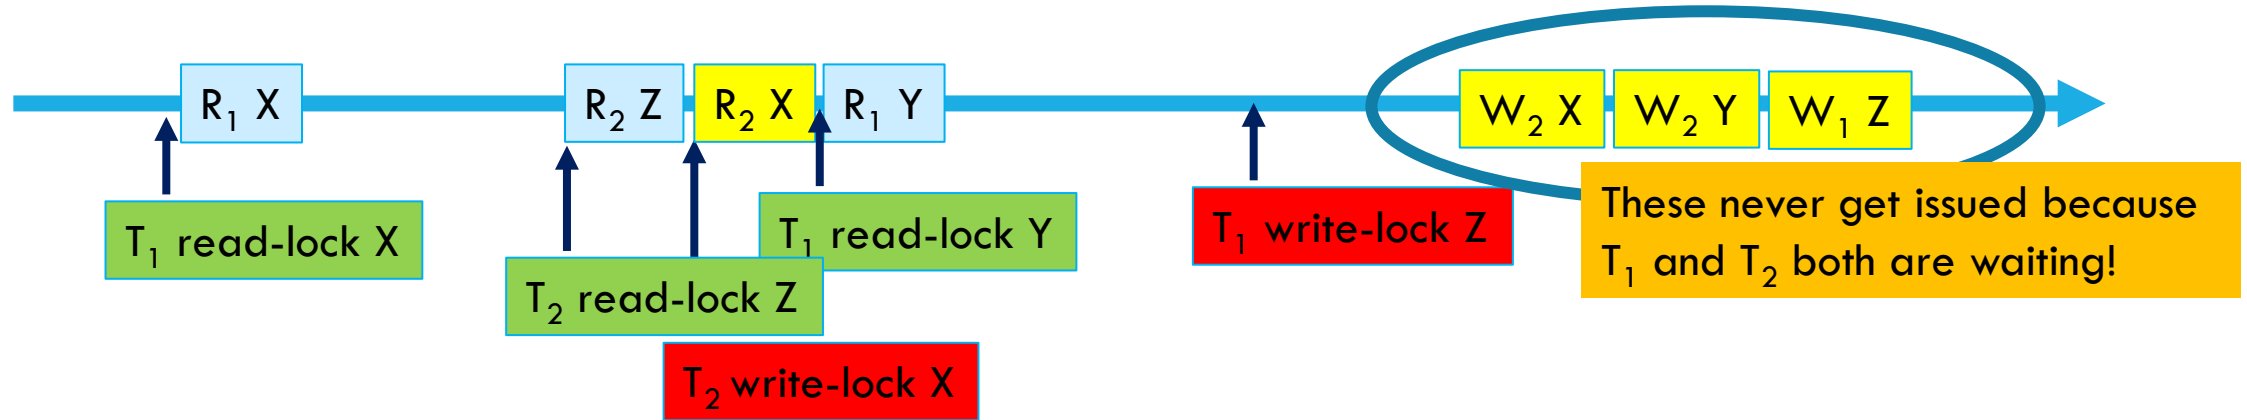 R₁ X
R₂ Z
R₂ X
R₁ Y
W₂ X
W₂ Y
W₁ Z
T₁ read-lock X
T₂ read-lock Z
T₂ write-lock X
T₁ read-lock Y
T₁ write-lock Z
These never get issued because
T₁ and T₂ both are waiting!